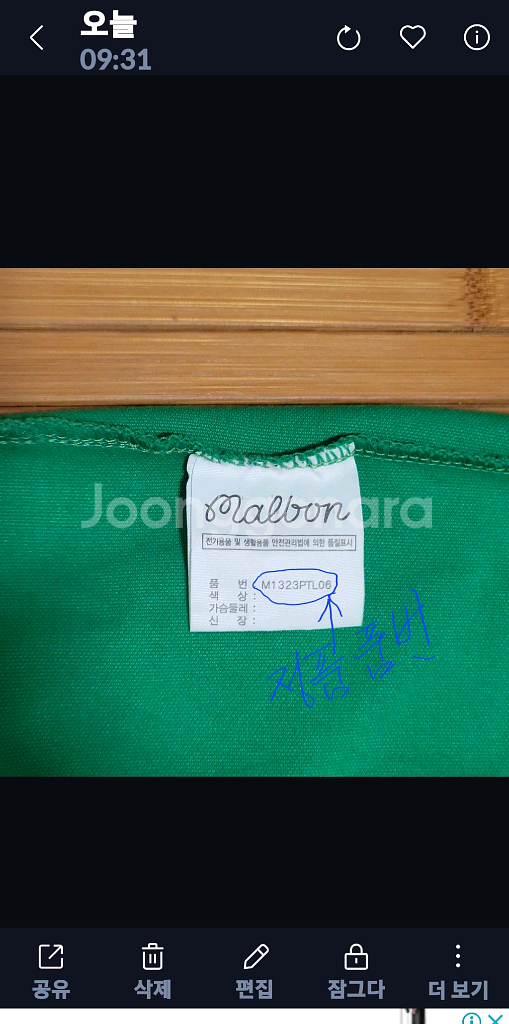 오늘
09:31
Joonggonara
malbon
전기용품 및 생활용품 안전관리법에 의한 품질표시
품 번 : M1323PTL06
색 상 :
가슴둘레 :
신 장 :
정품 품번
공유
삭제
편집
잠그다
더 보기